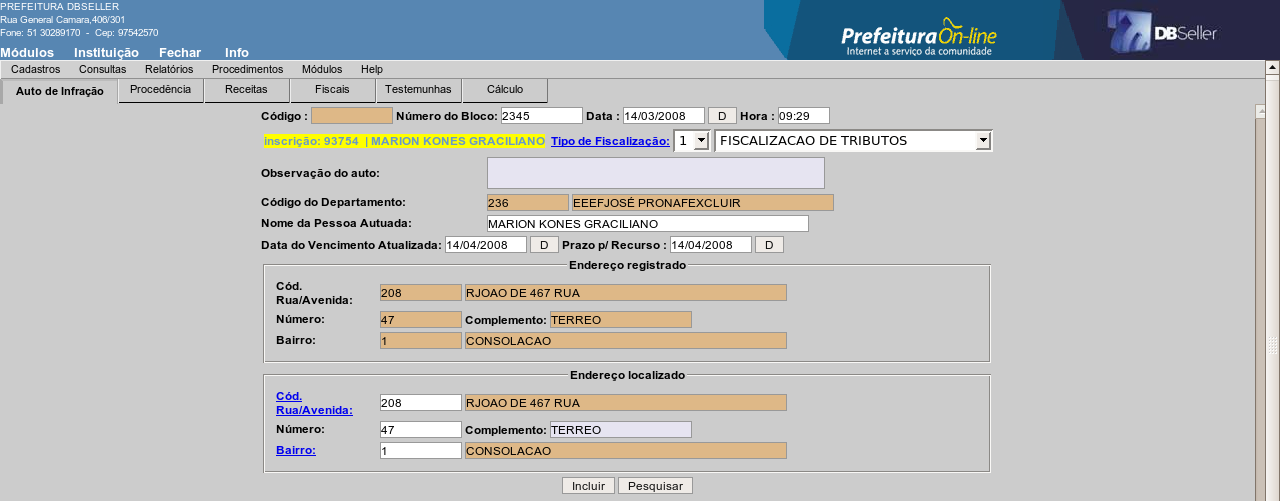 PREFEITURA DBSELLER
Rua General Camara,406/301
Fone: 51 30289170 - Cep: 97542570
Prefeitura On-line
Internet a serviço da comunidade
DBSeller
Módulos Instituição Fechar Info
Cadastros Consultas Relatórios Procedimentos Módulos Help
Auto de Infração Procedência Receitas Fiscais Testemunhas Cálculo
Código : Número do Bloco: 2345 Data : 14/03/2008 D Hora : 09:29
inscrição: 93754 | MARION KONES GRACILIANO Tipo de Fiscalização: 1 FISCALIZACAO DE TRIBUTOS
Observação do auto:
Código do Departamento: 236 EEEFJOSÉ PRONAFEXCLUIR
Nome da Pessoa Autuada: MARION KONES GRACILIANO
Data do Vencimento Atualizada: 14/04/2008 D Prazo p/ Recurso : 14/04/2008 D
Endereço registrado
Cód.
Rua/Avenida: 208 RJOAO DE 467 RUA
Número: 47 Complemento: TERREO
Bairro: 1 CONSOLACAO
Endereço localizado
Cód.
Rua/Avenida: 208 RJOAO DE 467 RUA
Número: 47 Complemento: TERREO
Bairro: 1 CONSOLACAO
Incluir Pesquisar